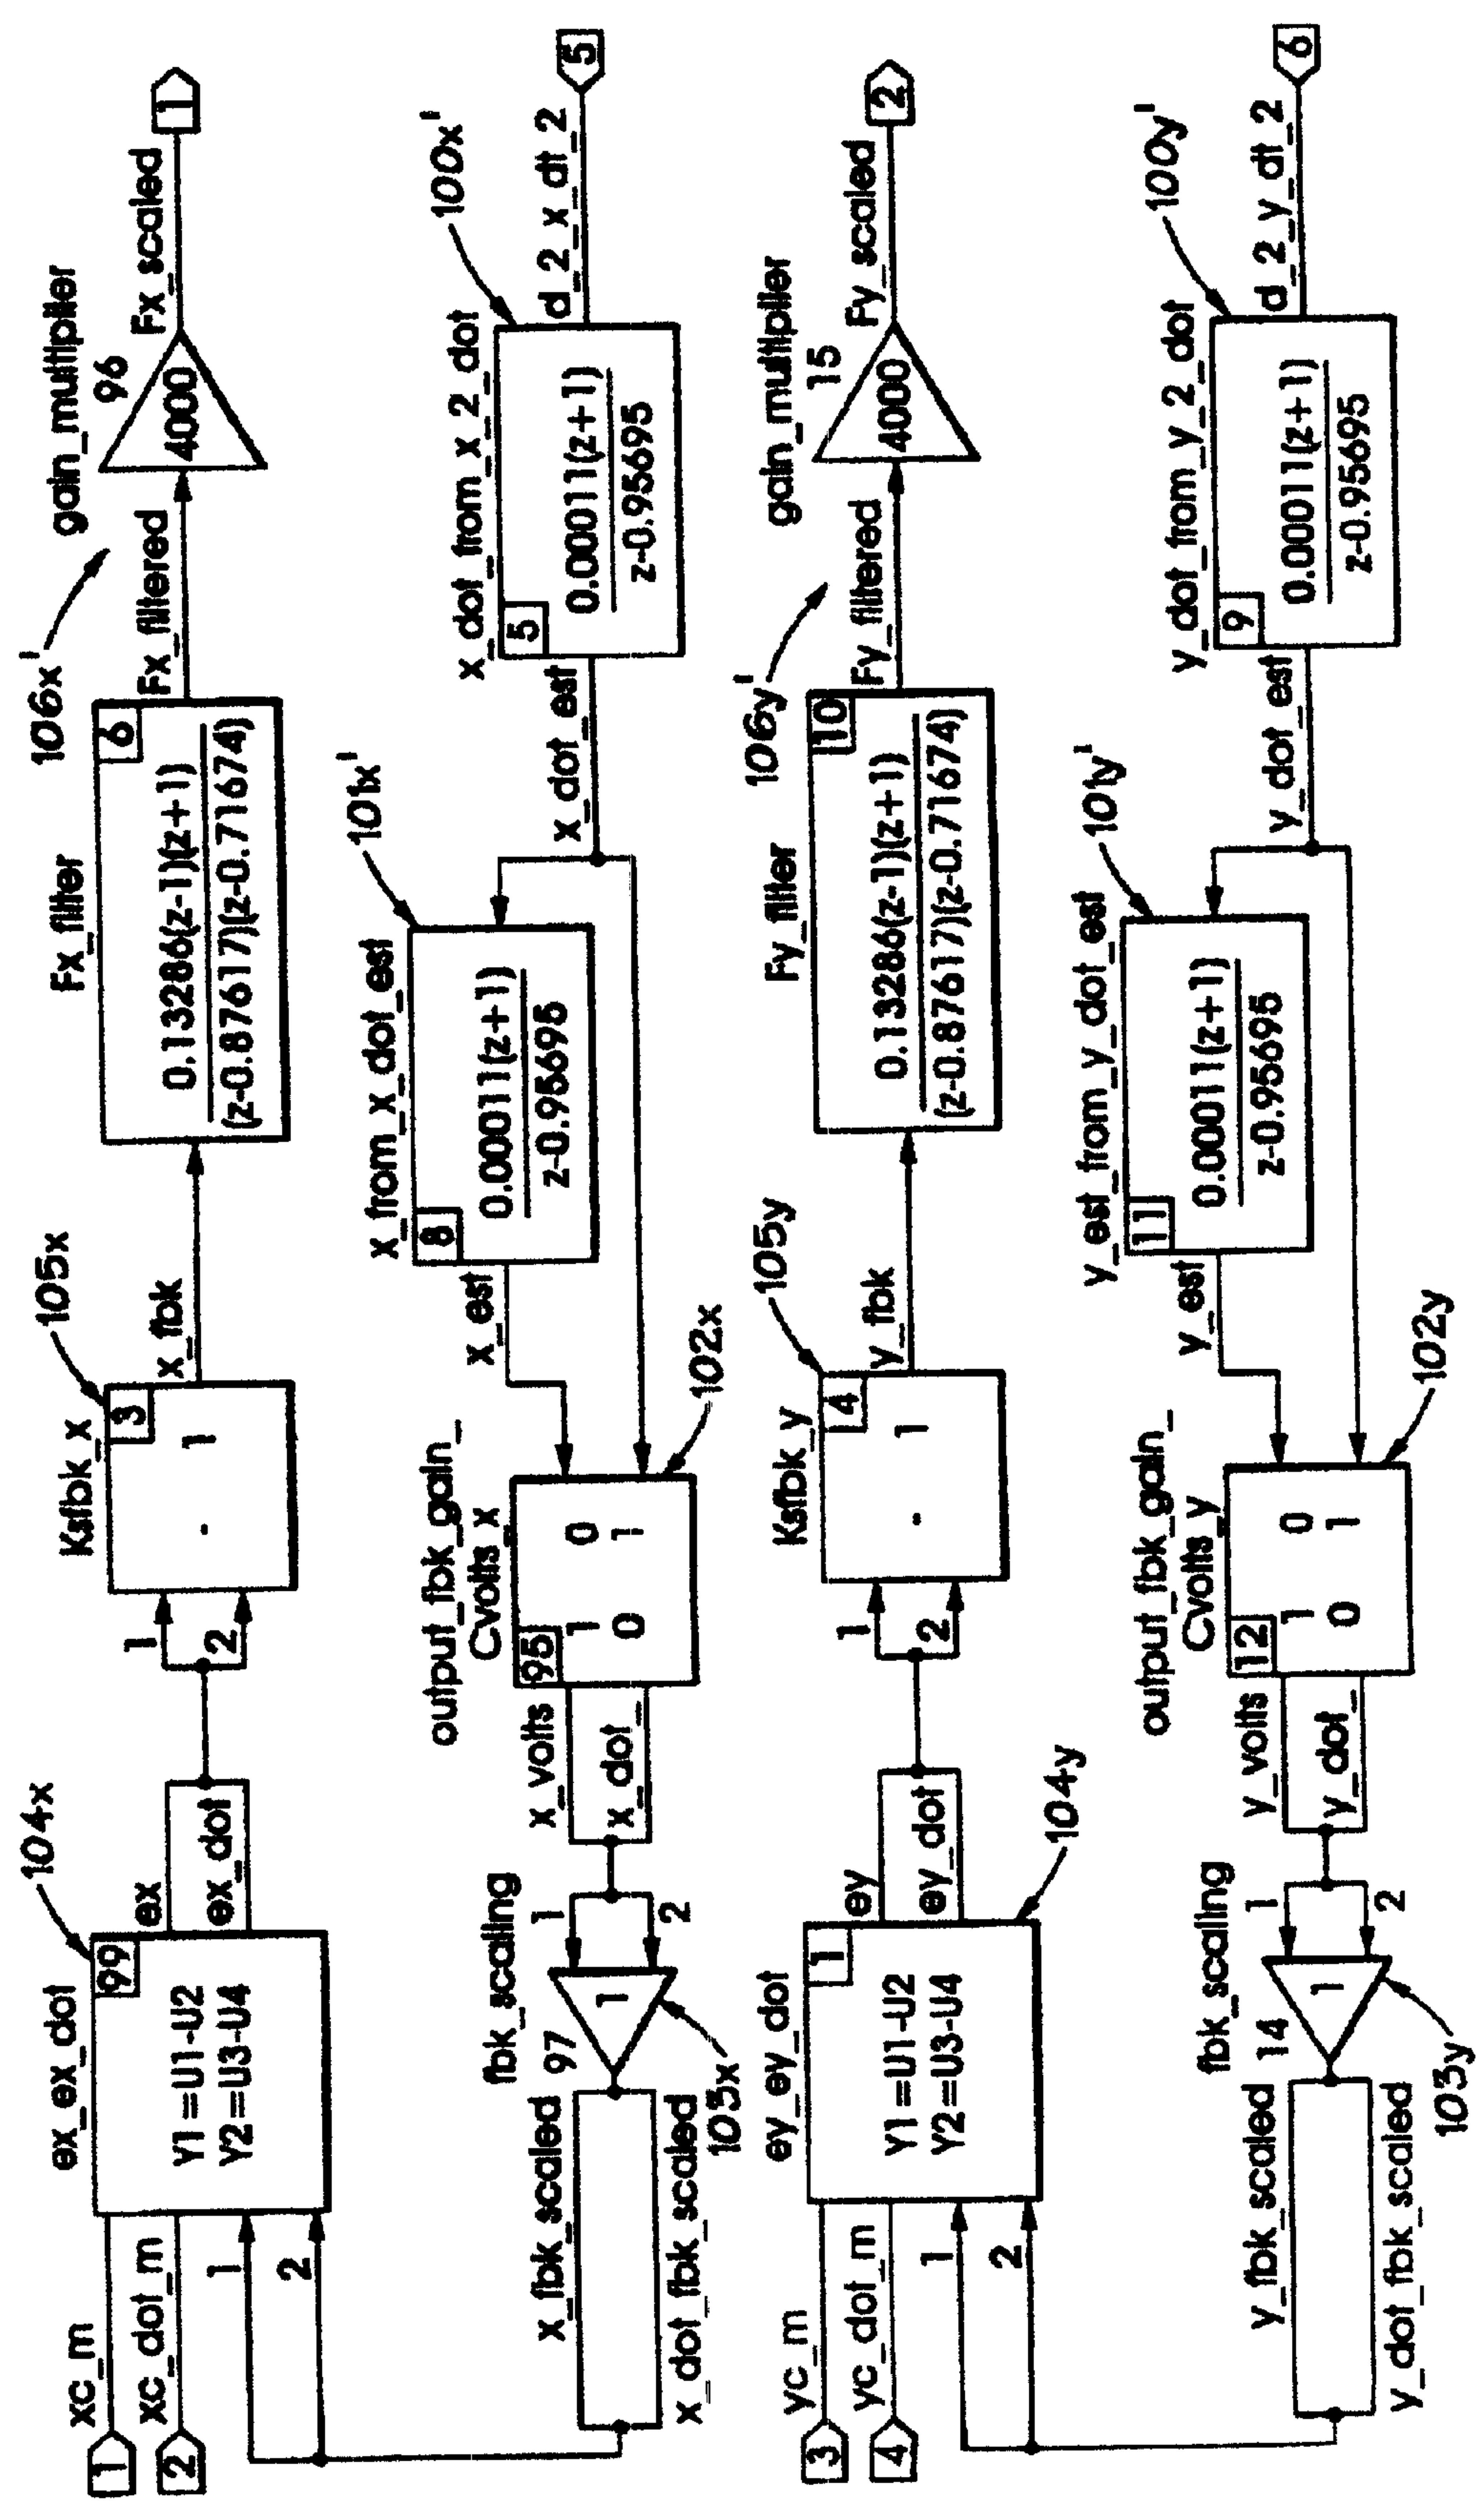 104x
ex_ex_dot
99
Y1=U1-U2
Y2=U3-U4
1
xc_m
2
xc_dot_m
1
2
ex
ex_dot
1
2
105x
Ksfbk_x
3
. 1
x_fbk
Fx_filter
6
0.13286(z-1)(z+1)
(z-0.87617)(z-0.71674)
106x'
Fx_filtered
gain_multiplier
96
4000
Fx_scaled
1
x_fbk_scaled
x_dot_fbk_scaled
fbk_scaling
97
1
1
2
103x
x_volts
x_dot_
output_fbk_gain_
Cvolts_x
95
1 0
0 1
102x
x_est
x_from_x_dot_est
8
0.0011(z+1)
z-0.95695
101x'
x_dot_est
x_dot_from_x_2_dot
5
0.00011(z+1)
z-0.95695
100x'
d_2_x_dt_2
5
ey_ey_dot
1
Y1=U1-U2
Y2=U3-U4
104y
3
yc_m
4
yc_dot_m
1
2
ey
ey_dot
1
2
105y
Ksfbk_y
4
. 1
y_fbk
Fy_filter
10
0.13286(z-1)(z+1)
(z-0.87617)(z-0.71674)
106y'
Fy_filtered
gain_multiplier
15
4000
Fy_scaled
2
y_fbk_scaled
y_dot_fbk_scaled
fbk_scaling
14
1
1
2
103y
y_volts
y_dot_
output_fbk_gain_
Cvolts_y
12
1 0
0 1
102y
y_est
y_est_from_y_dot_est
11
0.0011(z+1)
z-0.95695
101y'
y_dot_est
y_dot_from_y_2_dot
9
0.00011(z+1)
z-0.95695
100y'
d_2_y_dt_2
6